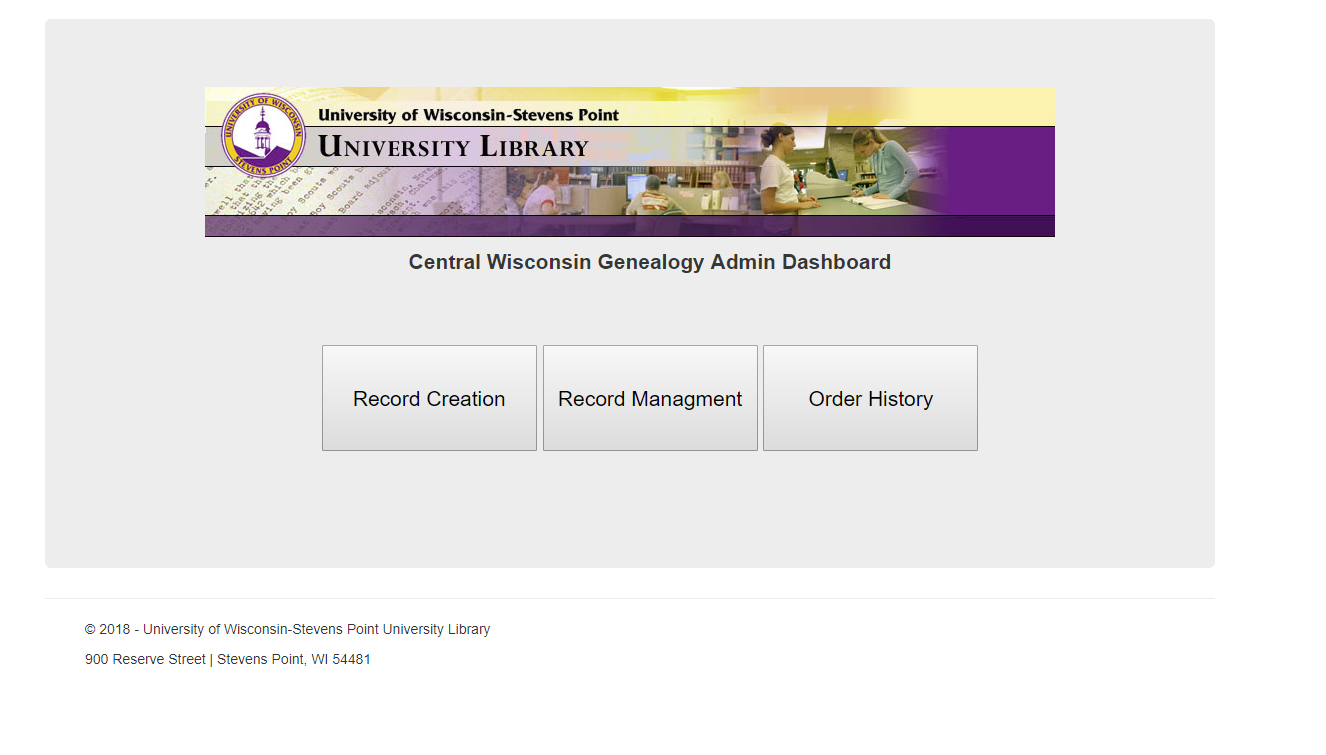 UNIVERSITY OF WISCONSIN
STEVENS POINT
University of Wisconsin-Stevens Point
UNIVERSITY LIBRARY
Central Wisconsin Genealogy Admin Dashboard
Record Creation
Record Managment
Order History
© 2018 - University of Wisconsin-Stevens Point University Library
900 Reserve Street | Stevens Point, WI 54481